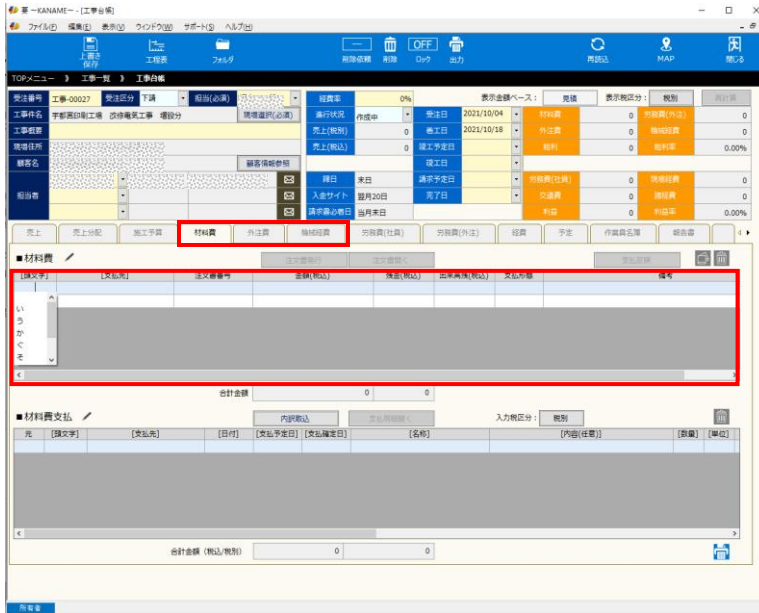 要 ーKANAMEー - [工事台帳]
ファイル(F) 編集(E) 表示(V) ウィンドウ(W) サポート(S) ヘルプ(H)
上書き保存 工程表 フォルダ 削除依頼 削除 OFF ロック 出力 再読込 MAP 閉じる
TOPメニュー 》 工事一覧 》 工事台帳
受注番号 工事-00027 受注区分 下請 担当(必須) 経費率 0% 表示金額ベース： 見積 表示税区分： 税別 再計算
工事件名 宇都宮印刷工場 改修電気工事 増設分 現場選択(必須) 進行状況 作成中 受注日 2021/10/04 材料費 0 労務費(外注) 0
工事概要 売上(税別) 0 着工日 2021/10/18 外注費 0 機械経費 0
現場住所 売上(税込) 0 竣工予定日 粗利 0 粗利率 0.00%
顧客名 顧客情報参照 竣工日
担当者 締日 末日 請求予定日 労務費(社員) 0 現場経費 0
入金サイト 翌月20日 完了日 交通費 0 諸経費 0
請求書必着日 当月末日 利益 0 利益率 0.00%
売上 売上分配 施工予算 材料費 外注費 機械経費 労務費(社員) 労務費(外注) 経費 予定 作業員名簿 報告書
■材料費 注文書発行 注文書開く 支払依頼
[頭文字] [支払先] 注文書番号 金額(税込) 残金(税込) 出来高残(税込) 支払形態 備考
い
う
か
ぐ
そ
合計金額 0 0
■材料費支払 内訳取込 入力税区分： 税別
元 [頭文字] [支払先] [日付] [支払予定日] [支払確定日] [名称] [内容(任意)] [数量] [単位]
合計金額（税込/税別） 0 0
所有者